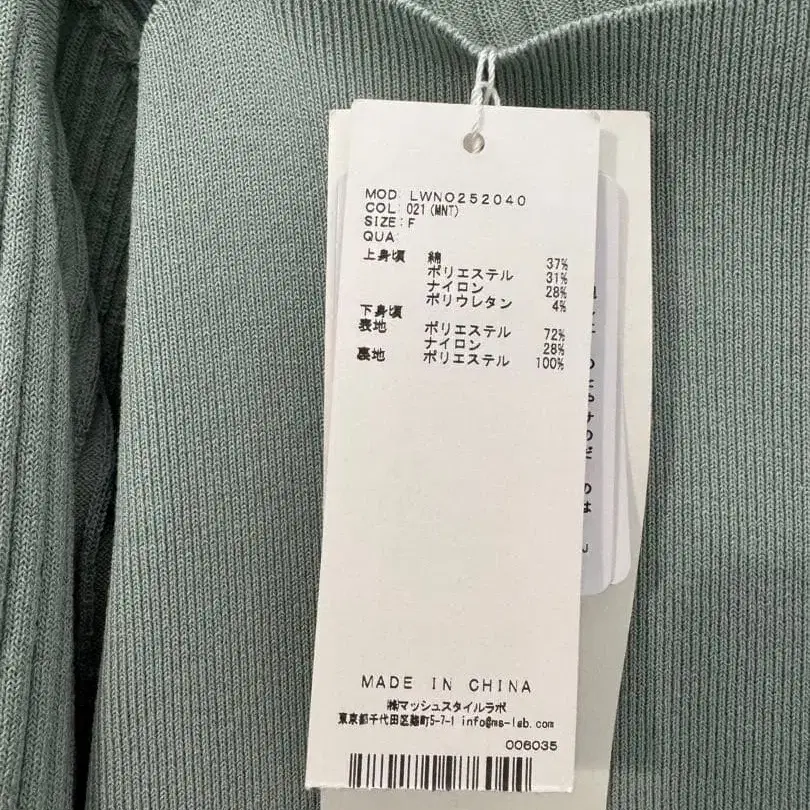 MOD: LWNO252040
COL: 021(MNT)
SIZE: F
QUA:
上身頃 綿 37%
ポリエステル 31%
ナイロン 28%
ポリウレタン 4%
下身頃
表地 ポリエステル 72%
ナイロン 28%
裏地 ポリエステル 100%
MADE IN CHINA
㈱マッシュスタイルラボ
東京都千代田区麹町5-7-1 info@ms-lab.com
006035